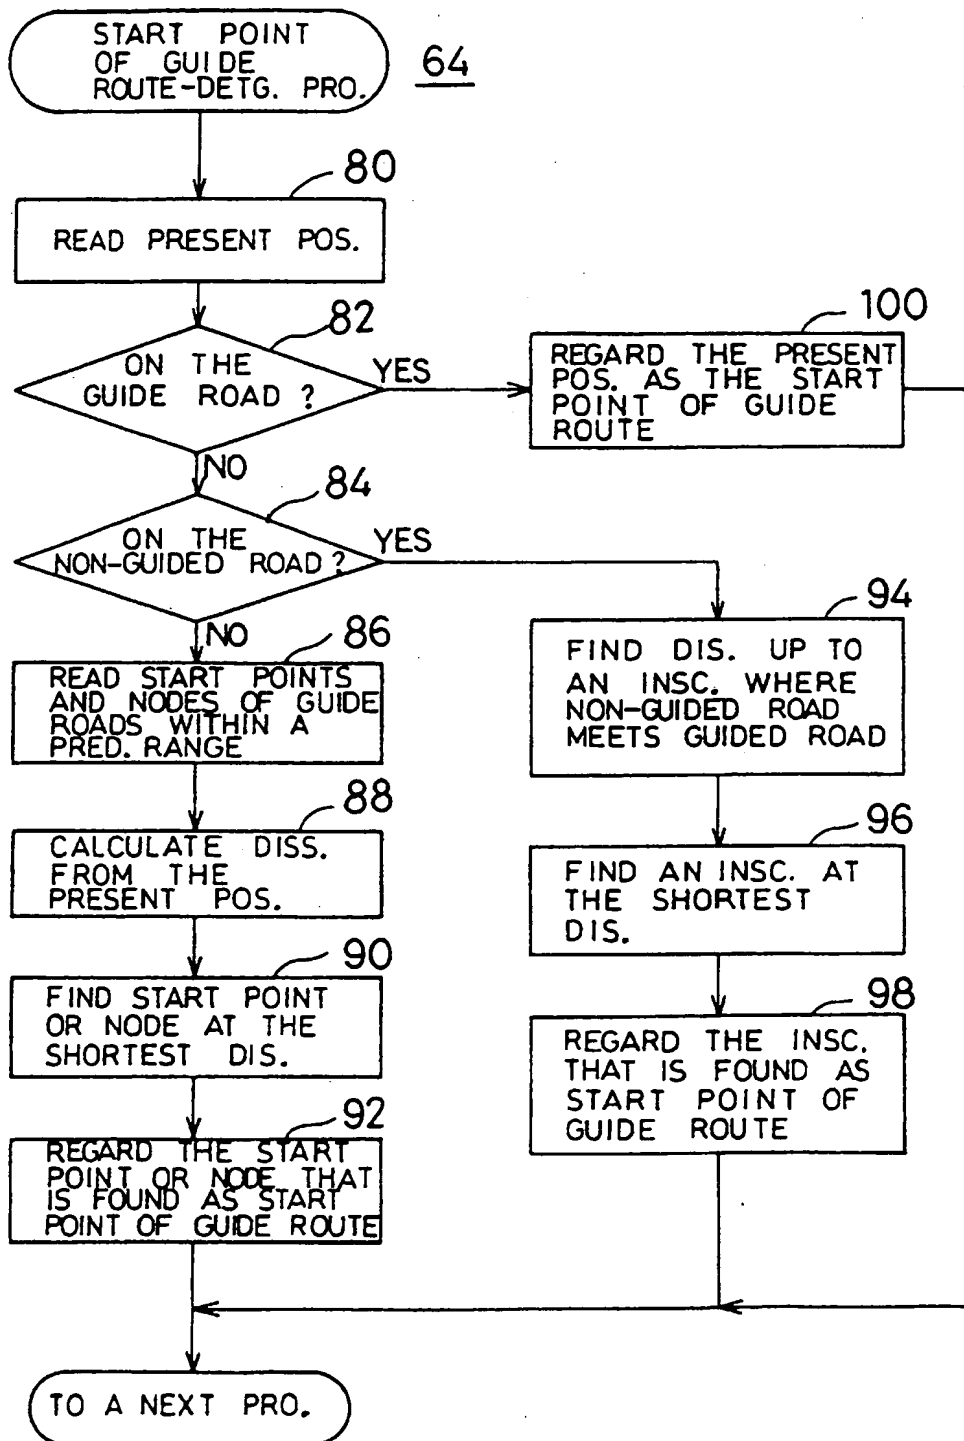 START POINT
OF GUIDE
ROUTE-DETG. PRO.
64
80
READ PRESENT POS.
82
ON THE
GUIDE ROAD ?
YES
100
REGARD THE PRESENT
POS. AS THE START
POINT OF GUIDE
ROUTE
NO
84
ON THE
NON-GUIDED ROAD ?
YES
NO
86
READ START POINTS
AND NODES OF GUIDE
ROADS WITHIN A
PRED. RANGE
94
FIND DIS. UP TO
AN INSC. WHERE
NON-GUIDED ROAD
MEETS GUIDED ROAD
88
CALCULATE DISS.
FROM THE
PRESENT POS.
96
FIND AN INSC. AT
THE SHORTEST
DIS.
90
FIND START POINT
OR NODE AT THE
SHORTEST DIS.
98
REGARD THE INSC.
THAT IS FOUND AS
START POINT OF
GUIDE ROUTE
92
REGARD THE START
POINT OR NODE THAT
IS FOUND AS START
POINT OF GUIDE ROUTE
TO A NEXT PRO.